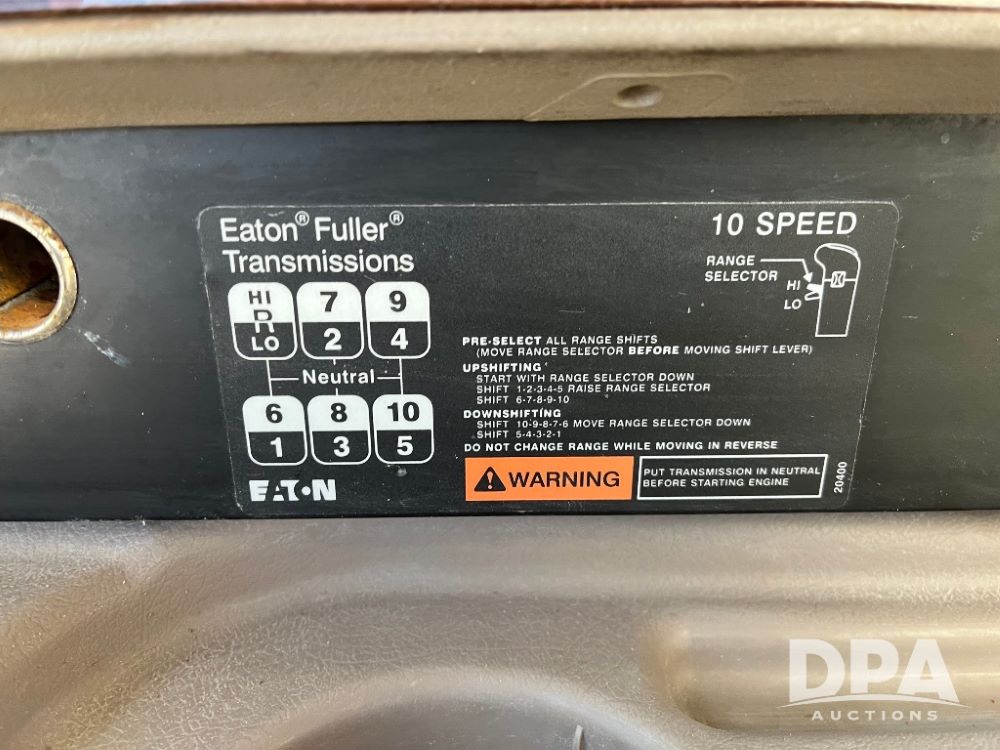 Eaton® Fuller®
Transmissions
10 SPEED
RANGE
SELECTOR
HI
LO
HI
R
LO
7
2
9
4
Neutral
6
1
8
3
10
5
EATON
PRE-SELECT ALL RANGE SHIFTS
(MOVE RANGE SELECTOR BEFORE MOVING SHIFT LEVER)
UPSHIFTING
START WITH RANGE SELECTOR DOWN
SHIFT 1-2-3-4-5 RAISE RANGE SELECTOR
SHIFT 6-7-8-9-10
DOWNSHIFTING
SHIFT 10-9-8-7-6 MOVE RANGE SELECTOR DOWN
SHIFT 5-4-3-2-1
DO NOT CHANGE RANGE WHILE MOVING IN REVERSE
WARNING
PUT TRANSMISSION IN NEUTRAL
BEFORE STARTING ENGINE
20400
DPA
AUCTIONS